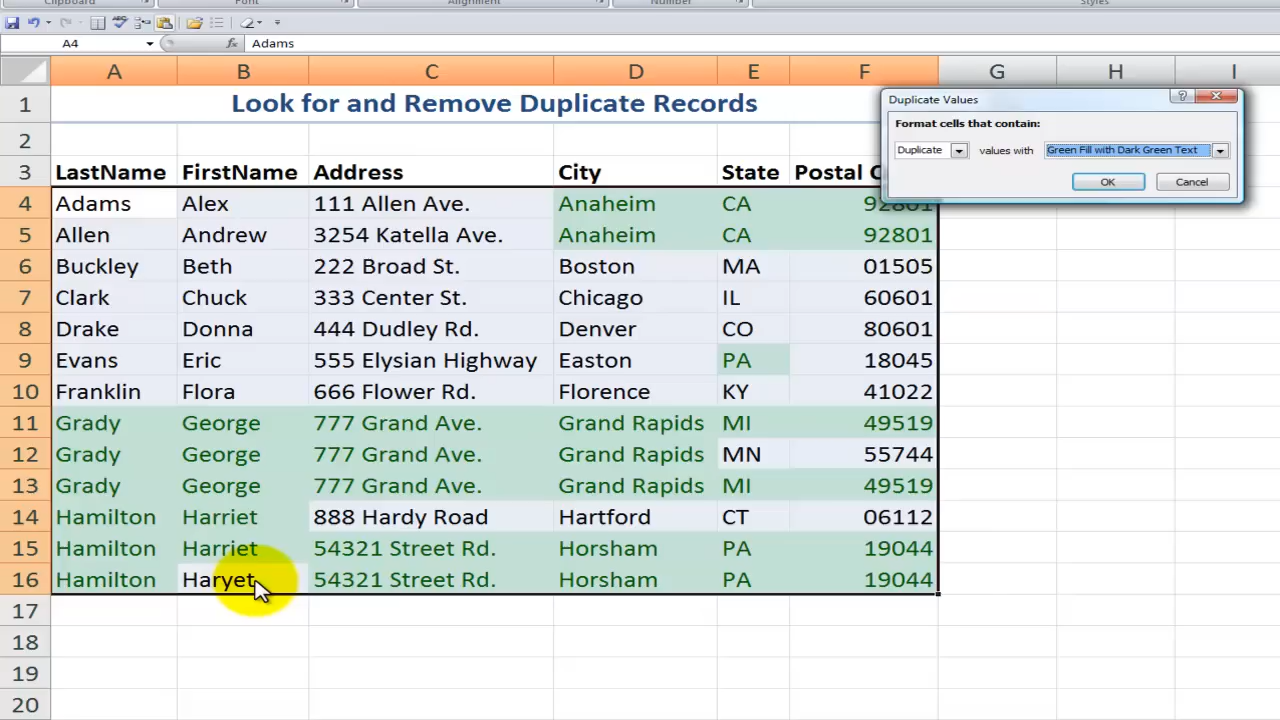 Clipboard Font Alignment Number Styles
A4 fx Adams
A B C D E F G H I
1 Look for and Remove Duplicate Records
Duplicate Values
Format cells that contain:
Duplicate values with Green Fill with Dark Green Text
OK Cancel
2
3 LastName FirstName Address City State Postal C
4 Adams Alex 111 Allen Ave. Anaheim CA 92801
5 Allen Andrew 3254 Katella Ave. Anaheim CA 92801
6 Buckley Beth 222 Broad St. Boston MA 01505
7 Clark Chuck 333 Center St. Chicago IL 60601
8 Drake Donna 444 Dudley Rd. Denver CO 80601
9 Evans Eric 555 Elysian Highway Easton PA 18045
10 Franklin Flora 666 Flower Rd. Florence KY 41022
11 Grady George 777 Grand Ave. Grand Rapids MI 49519
12 Grady George 777 Grand Ave. Grand Rapids MN 55744
13 Grady George 777 Grand Ave. Grand Rapids MI 49519
14 Hamilton Harriet 888 Hardy Road Hartford CT 06112
15 Hamilton Harriet 54321 Street Rd. Horsham PA 19044
16 Hamilton Haryet 54321 Street Rd. Horsham PA 19044
17
18
19
20